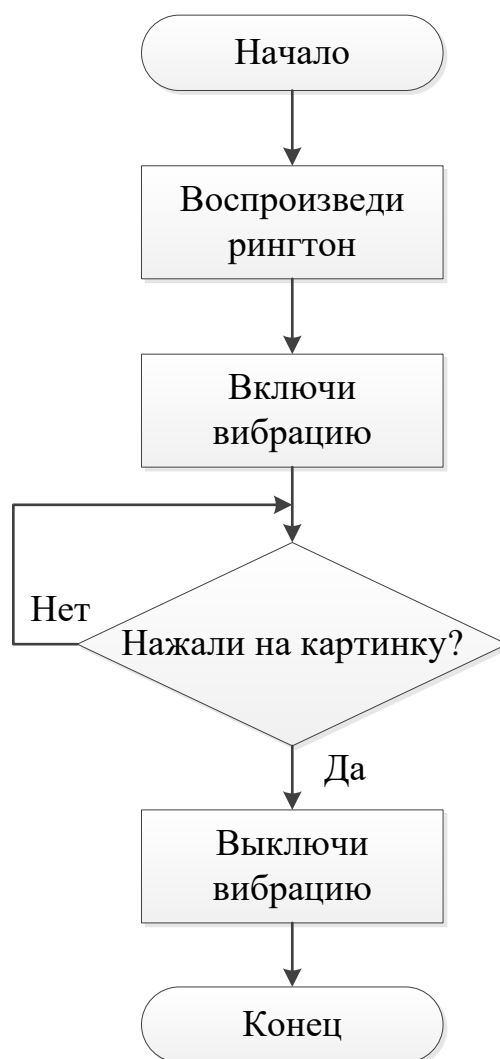 Начало
Воспроизведи
рингтон
Включи
вибрацию
Нет
Нажали на картинку?
Да
Выключи
вибрацию
Конец